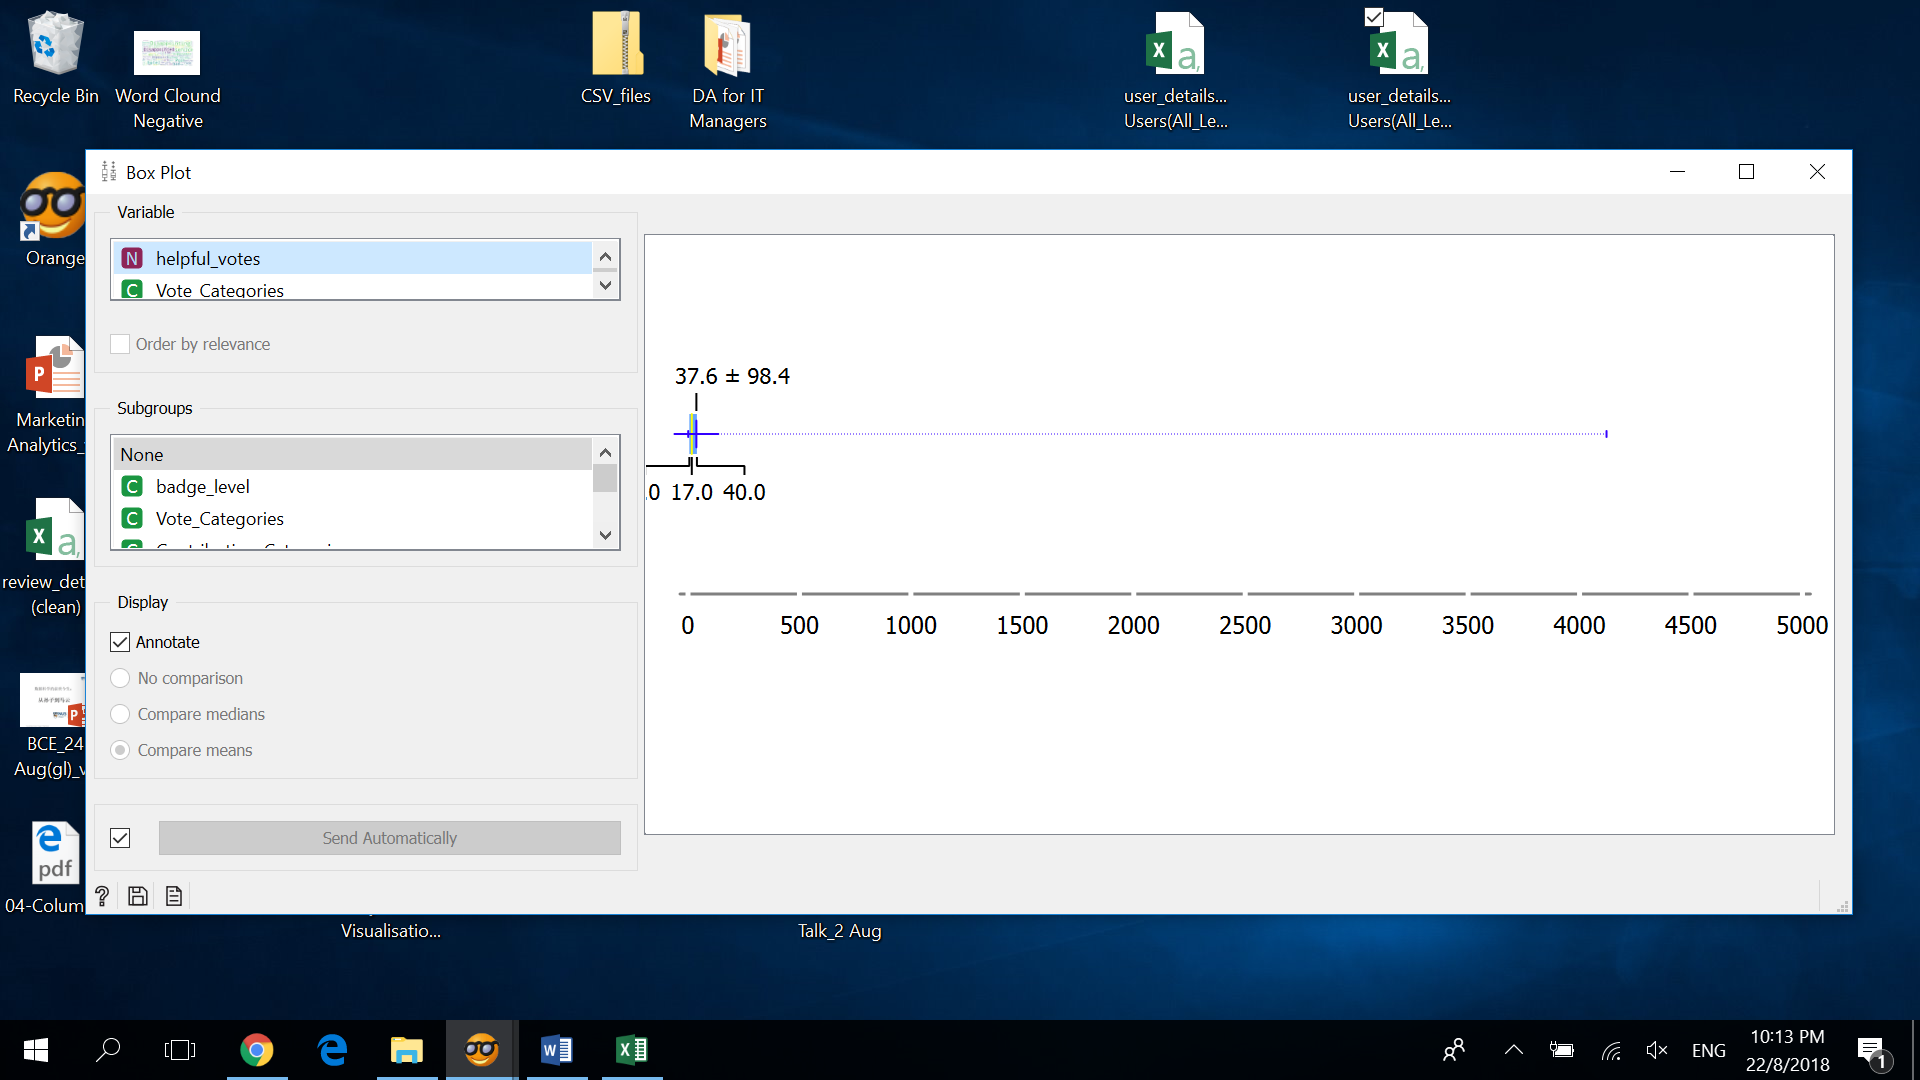 Recycle Bin
Word Clound
Negative
CSV_files
DA for IT
Managers
user_details...
Users(All_Le...
user_details...
Users(All_Le...
Orange
Marketin
Analytics_
review_det
(clean)
BCE_24
Aug(gl)_v
pdf
04-Colum
Box Plot
Variable
N helpful_votes
C Vote_Categories
Order by relevance
Subgroups
None
C badge_level
C Vote_Categories
Display
Annotate
No comparison
Compare medians
Compare means
Send Automatically
37.6 ± 98.4
.0 17.0 40.0
0 500 1000 1500 2000 2500 3000 3500 4000 4500 5000
Visualisatio...
Talk_2 Aug
ENG
10:13 PM
22/8/2018
1